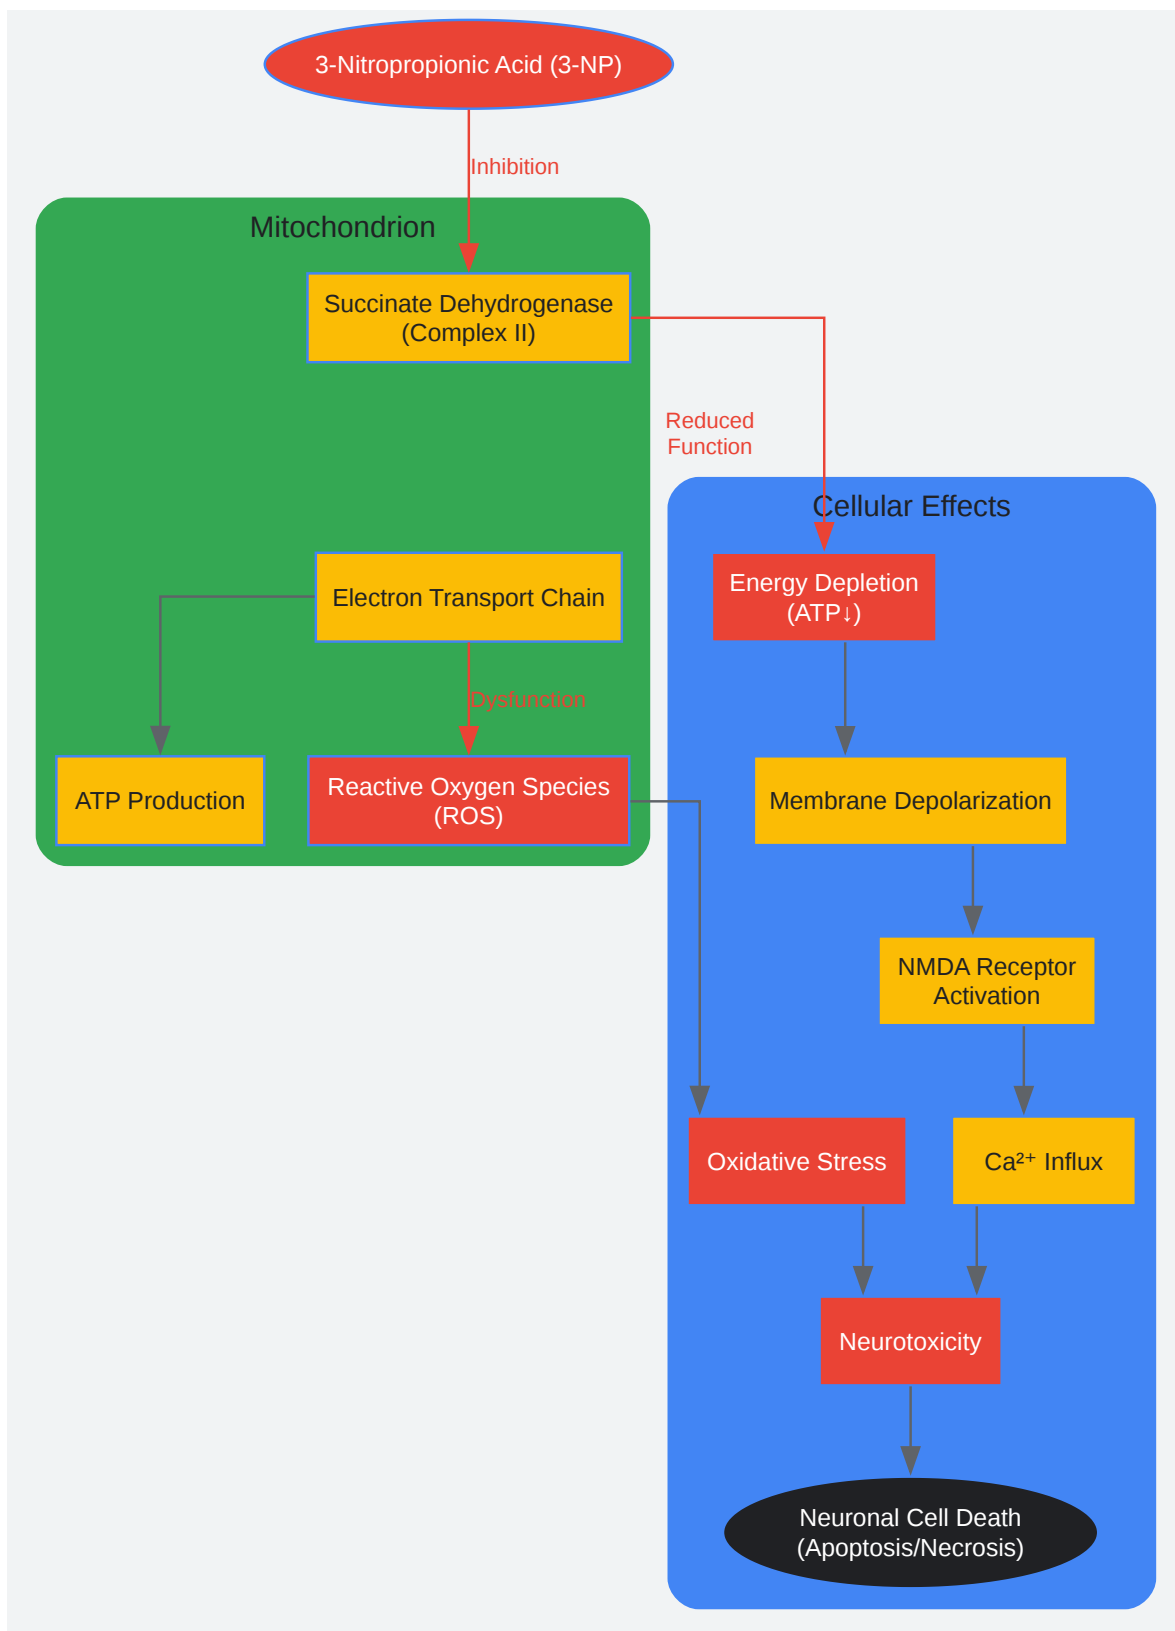 3-Nitropropionic Acid (3-NP)
Inhibition
Mitochondrion
Succinate Dehydrogenase
(Complex II)
Reduced
Function
Cellular Effects
Electron Transport Chain
Energy Depletion
(ATP↓)
Dysfunction
ATP Production
Reactive Oxygen Species
(ROS)
Membrane Depolarization
NMDA Receptor
Activation
Oxidative Stress
Ca²⁺ Influx
Neurotoxicity
Neuronal Cell Death
(Apoptosis/Necrosis)